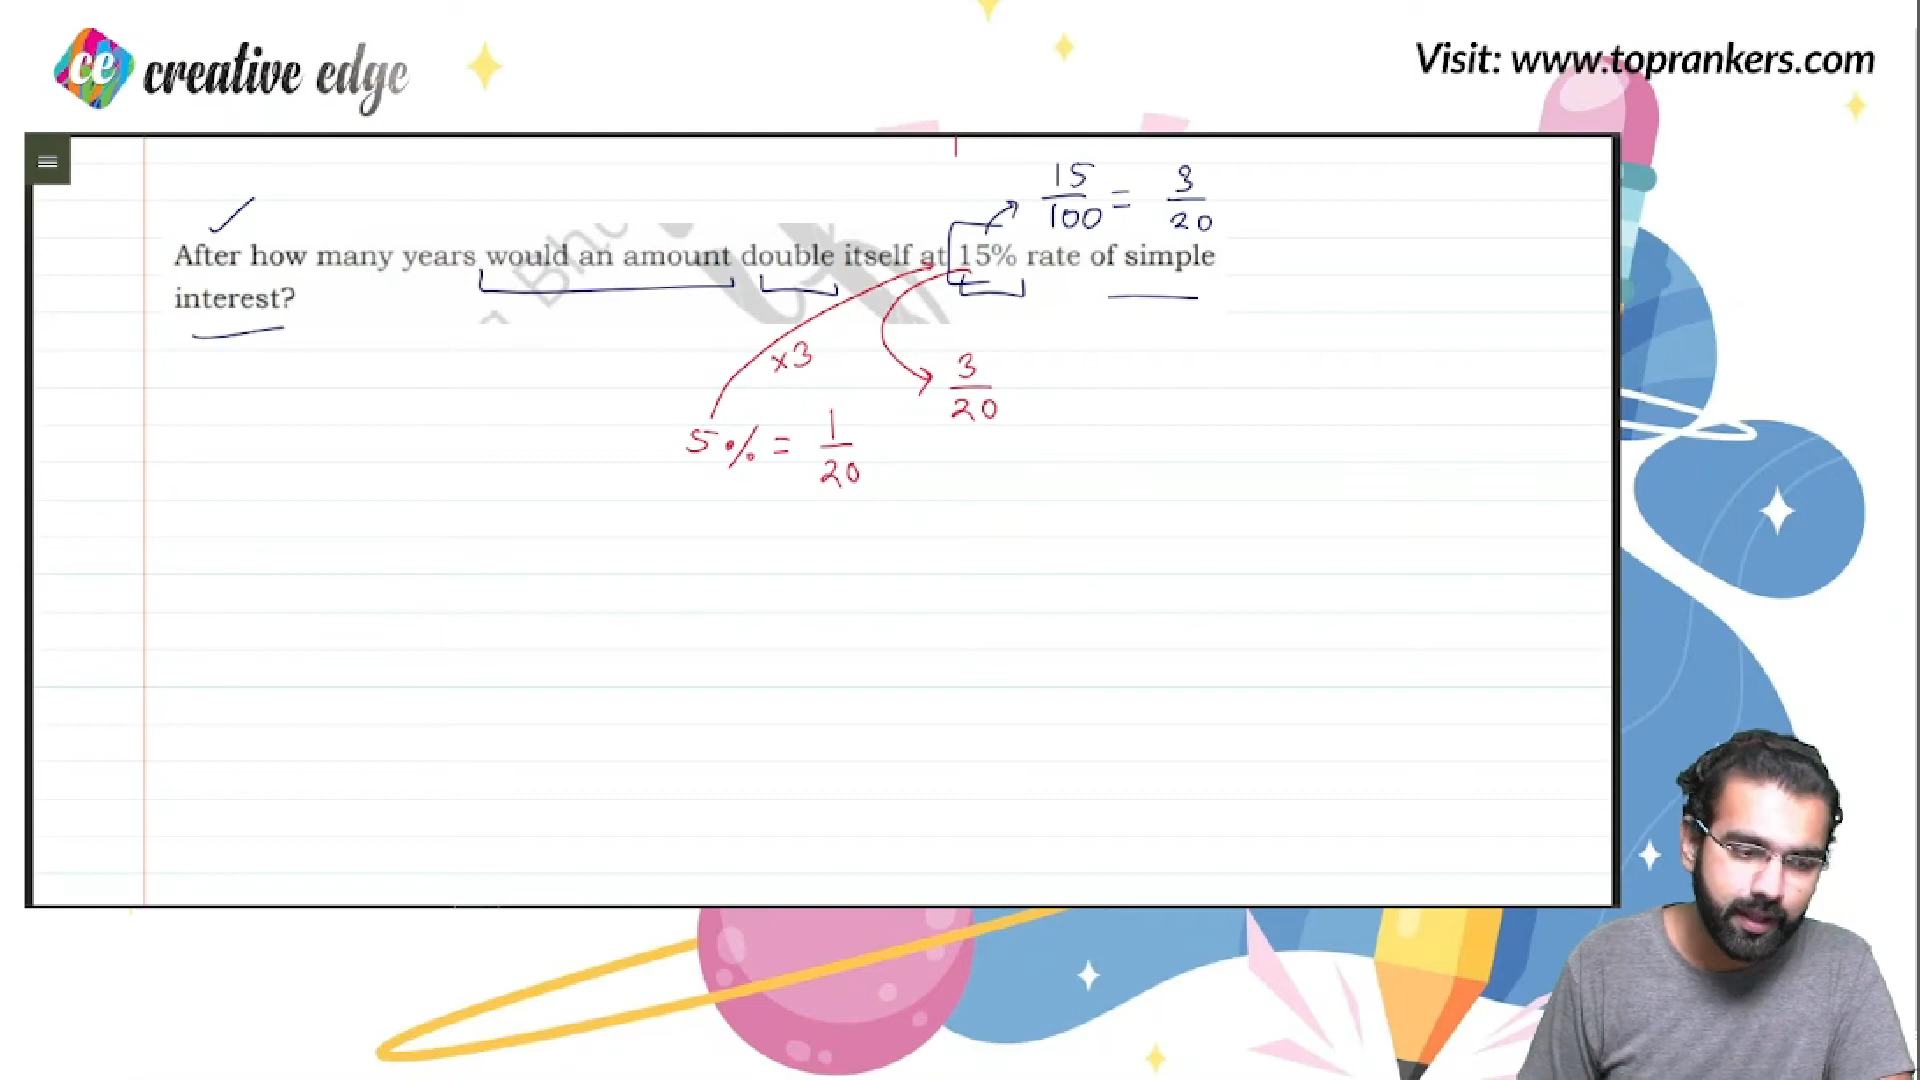 ce creative edge
Visit: www.toprankers.com
15/100 = 3/20
After how many years would an amount double itself at 15% rate of simple
interest?
×3
3/20
5% = 1/20